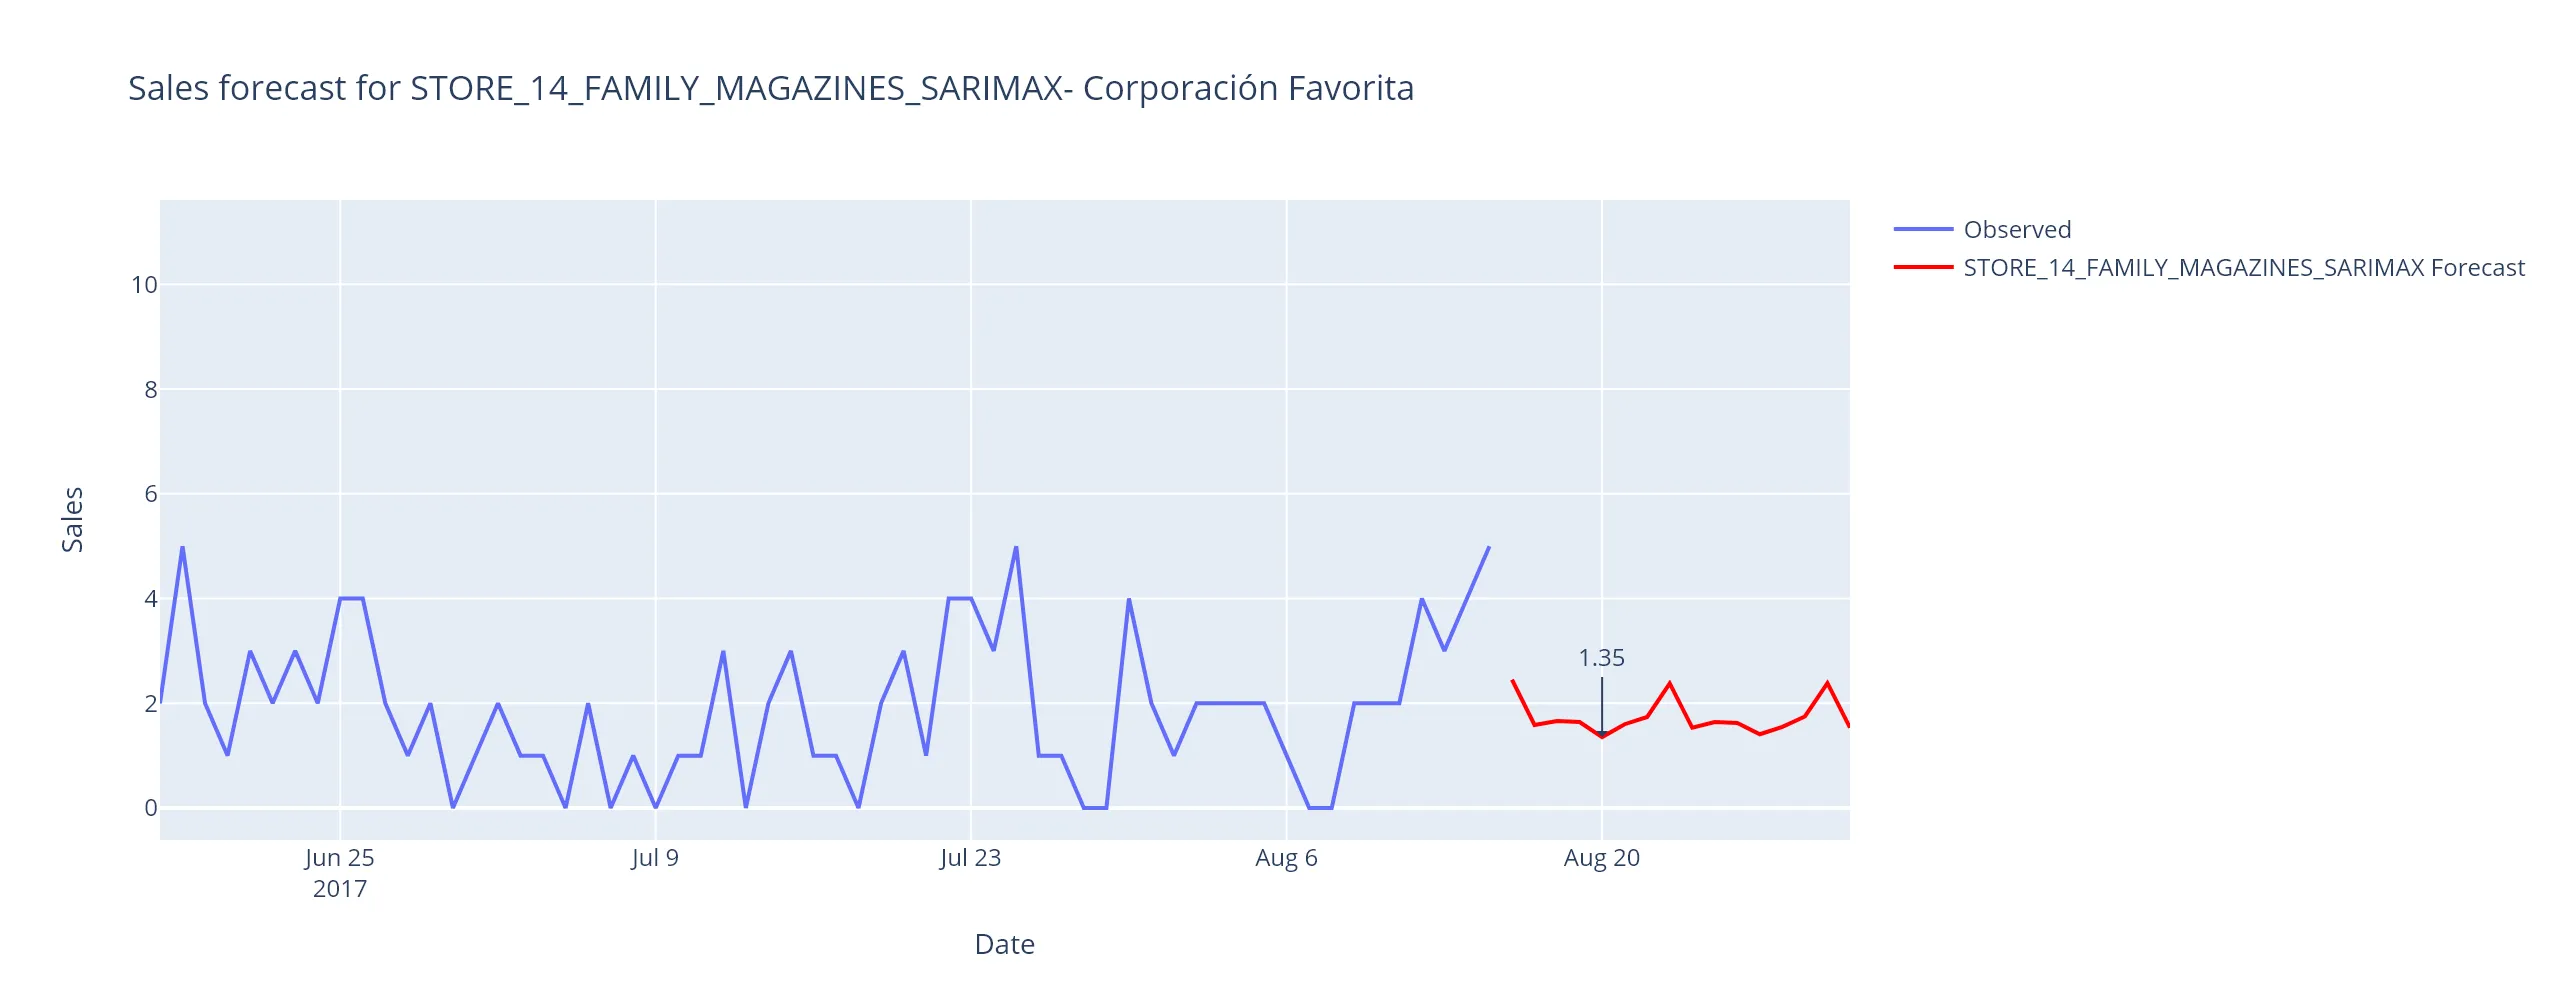 Sales forecast for STORE_14_FAMILY_MAGAZINES_SARIMAX- Corporación Favorita
Observed
STORE_14_FAMILY_MAGAZINES_SARIMAX Forecast
10
8
6
4
2
0
Sales
1.35
Jun 25
2017
Jul 9
Jul 23
Aug 6
Aug 20
Date